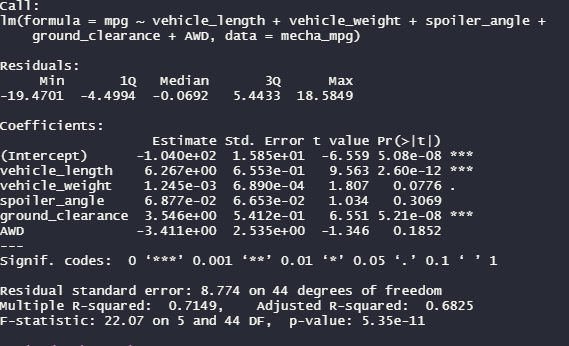 Call:
lm(formula = mpg ~ vehicle_length + vehicle_weight + spoiler_angle +
    ground_clearance + AWD, data = mecha_mpg)
Residuals:
     Min       1Q   Median       3Q      Max
-19.4701  -4.4994  -0.0692   5.4433  18.5849
Coefficients:
                   Estimate Std. Error t value Pr(>|t|)
(Intercept)      -1.040e+02  1.585e+01  -6.559 5.08e-08 ***
vehicle_length    6.267e+00  6.553e-01   9.563 2.60e-12 ***
vehicle_weight    1.245e-03  6.890e-04   1.807   0.0776 .
spoiler_angle     6.877e-02  6.653e-02   1.034   0.3069
ground_clearance  3.546e+00  5.412e-01   6.551 5.21e-08 ***
AWD              -3.411e+00  2.535e+00  -1.346   0.1852
---
Signif. codes:  0 ‘***’ 0.001 ‘**’ 0.01 ‘*’ 0.05 ‘.’ 0.1 ‘ ’ 1
Residual standard error: 8.774 on 44 degrees of freedom
Multiple R-squared:  0.7149,    Adjusted R-squared:  0.6825
F-statistic: 22.07 on 5 and 44 DF,  p-value: 5.35e-11